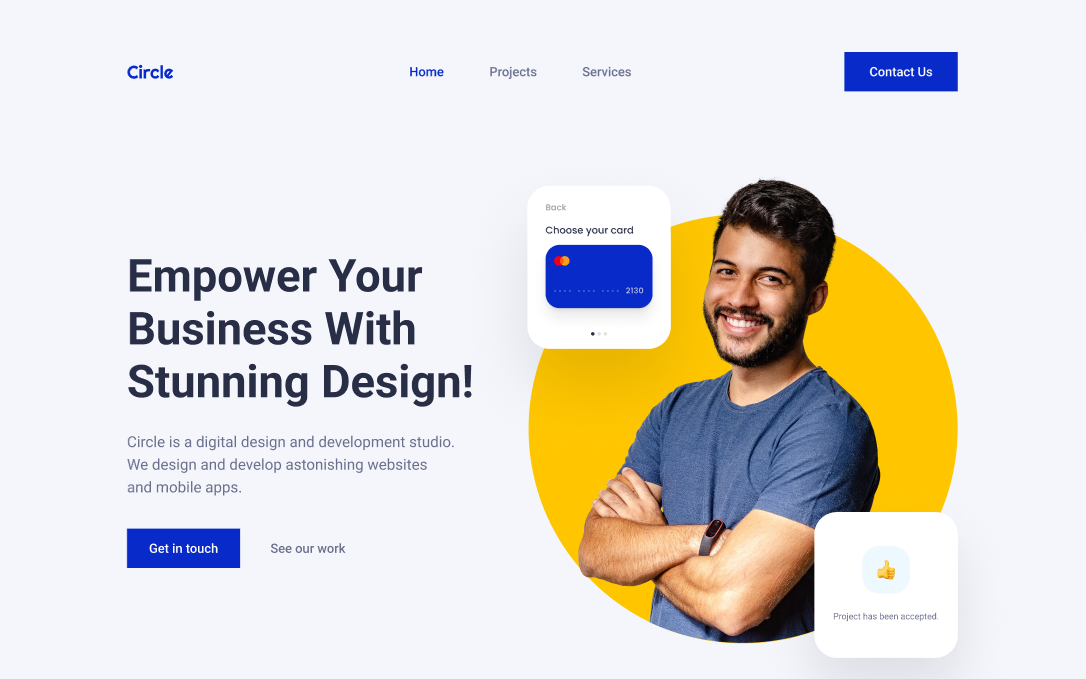 Circle
Home
Projects
Services
Contact Us
Back
Choose your card
2130
Empower Your
Business With
Stunning Design!
Circle is a digital design and development studio.
We design and develop astonishing websites
and mobile apps.
Get in touch
See our work
Project has been accepted.